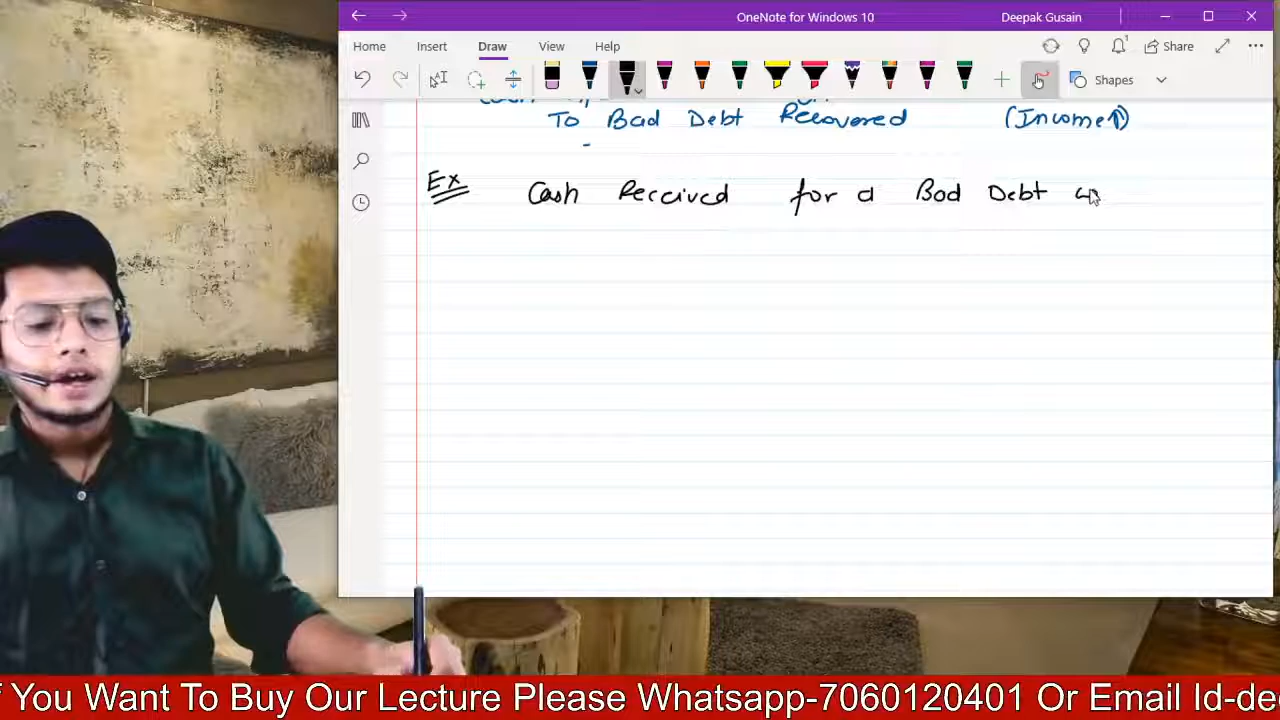 OneNote for Windows 10
Deepak Gusain
Home Insert Draw View Help
Share
Shapes
To Bad Debt Recovered (Income↑)
Ex Cash Received for a Bad Debt
If You Want To Buy Our Lecture Please Whatsapp-7060120401 Or Email Id-de